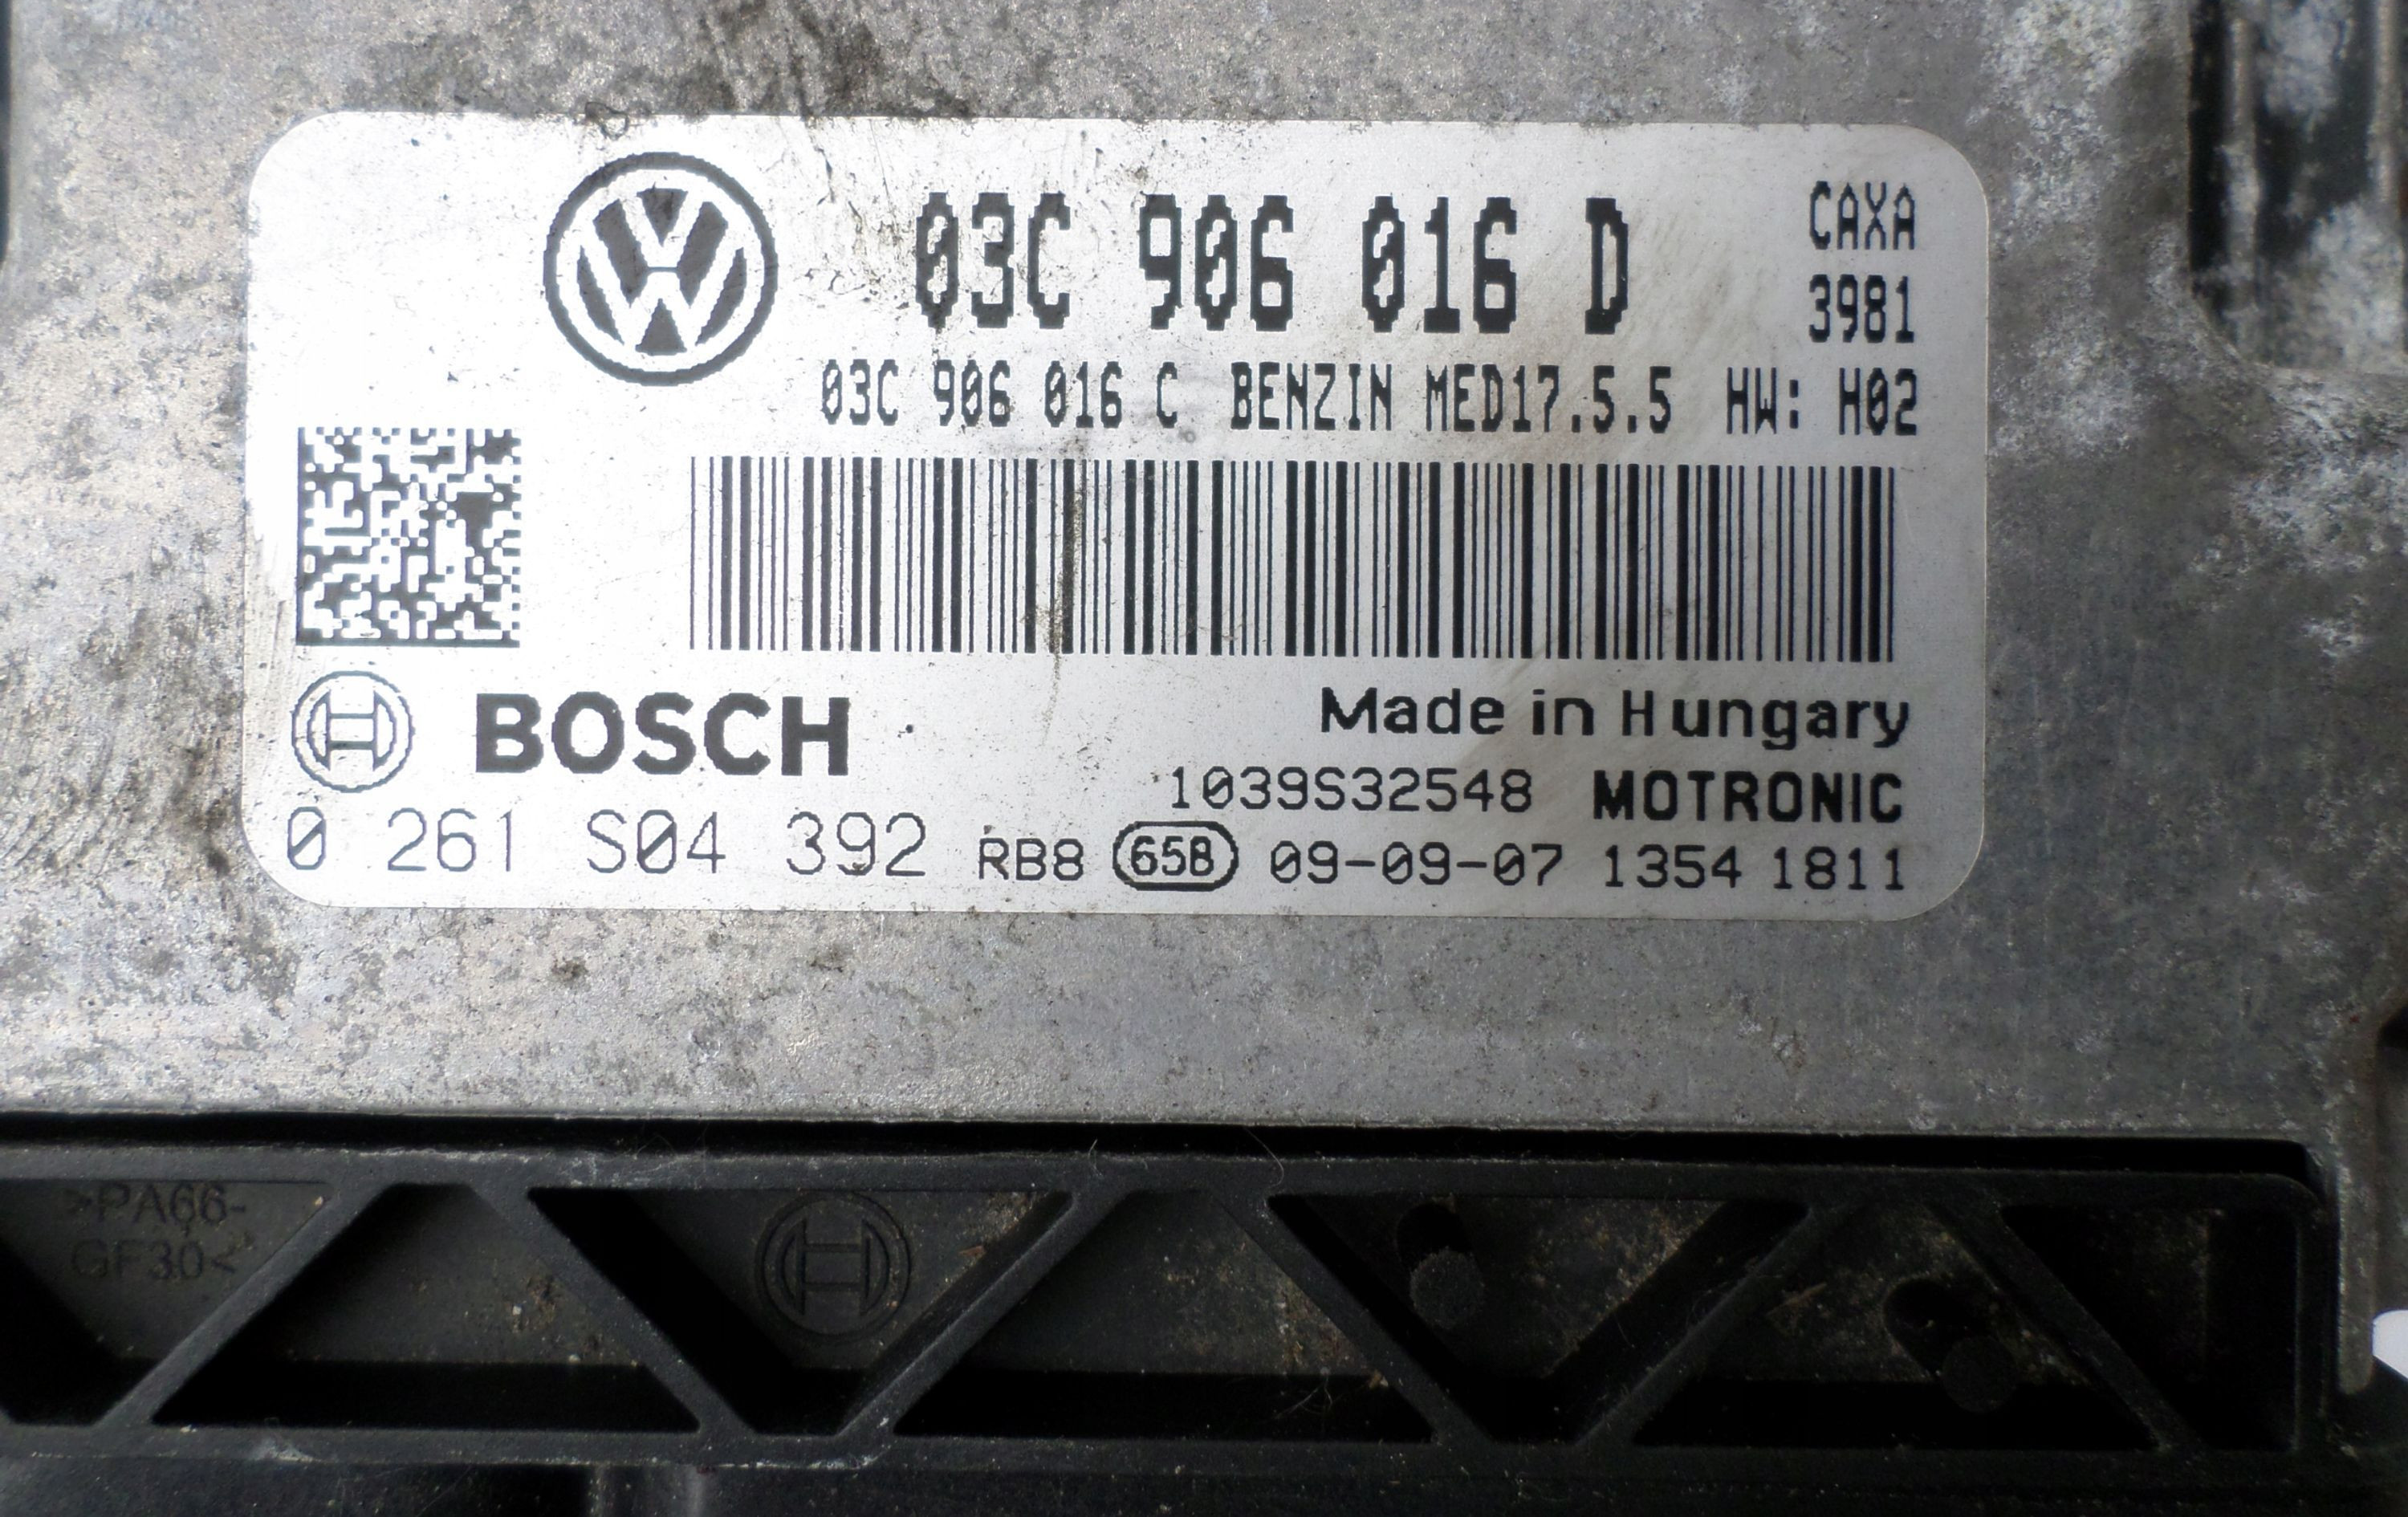 03C 906 016 D
CAXA
3981
03C 906 016 C BENZIN MED17.5.5 HW: H02
BOSCH
Made in Hungary
1039S32548 MOTRONIC
0 261 S04 392 RB8 65B 09-09-07 1354 1811
>PA66-
GF30<